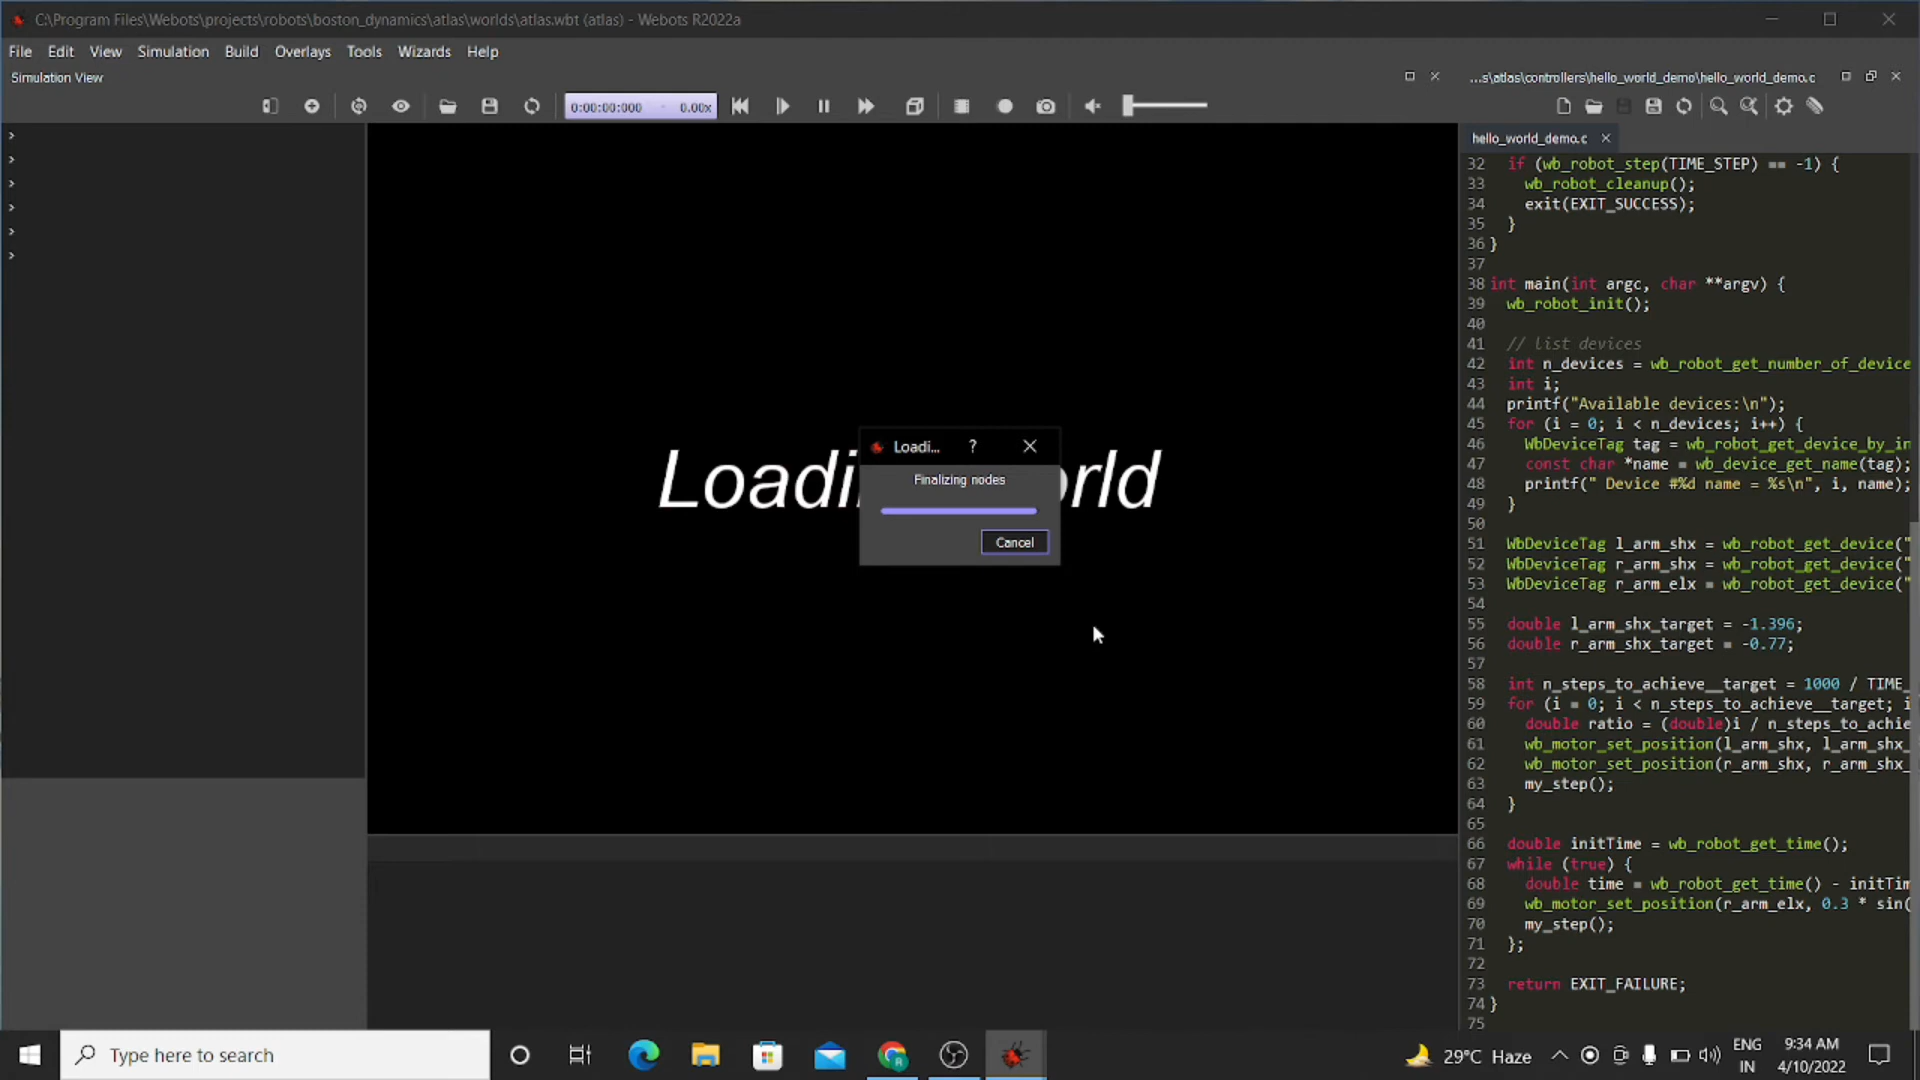 C:\Program Files\Webots\projects\robots\boston_dynamics\atlas\worlds\atlas.wbt (atlas) - Webots R2022a
File Edit View Simulation Build Overlays Tools Wizards Help
Simulation View
...s\atlas\controllers\hello_world_demo\hello_world_demo.c
0:00:00:000 - 0.00x
hello_world_demo.c
32 if (wb_robot_step(TIME_STEP) == -1) {
33 wb_robot_cleanup();
34 exit(EXIT_SUCCESS);
35 }
36 }
37
38 int main(int argc, char **argv) {
39 wb_robot_init();
40
41 // list devices
42 int n_devices = wb_robot_get_number_of_device
43 int i;
44 printf("Available devices:\n");
45 for (i = 0; i < n_devices; i++) {
46 WbDeviceTag tag = wb_robot_get_device_by_in
47 const char *name = wb_device_get_name(tag);
48 printf(" Device #%d name = %s\n", i, name);
49 }
50
51 WbDeviceTag l_arm_shx = wb_robot_get_device("
52 WbDeviceTag r_arm_shx = wb_robot_get_device("
53 WbDeviceTag r_arm_elx = wb_robot_get_device("
54
55 double l_arm_shx_target = -1.396;
56 double r_arm_shx_target = -0.77;
57
58 int n_steps_to_achieve__target = 1000 / TIME_
59 for (i = 0; i < n_steps_to_achieve__target; i
60 double ratio = (double)i / n_steps_to_achie
61 wb_motor_set_position(l_arm_shx, l_arm_shx_
62 wb_motor_set_position(r_arm_shx, r_arm_shx_
63 my_step();
64 }
65
66 double initTime = wb_robot_get_time();
67 while (true) {
68 double time = wb_robot_get_time() - initTim
69 wb_motor_set_position(r_arm_elx, 0.3 * sin(
70 my_step();
71 };
72
73 return EXIT_FAILURE;
74 }
75
Loadi orld
Loadi... ?
Finalizing nodes
Cancel
Type here to search
29°C Haze
ENG
IN
9:34 AM
4/10/2022